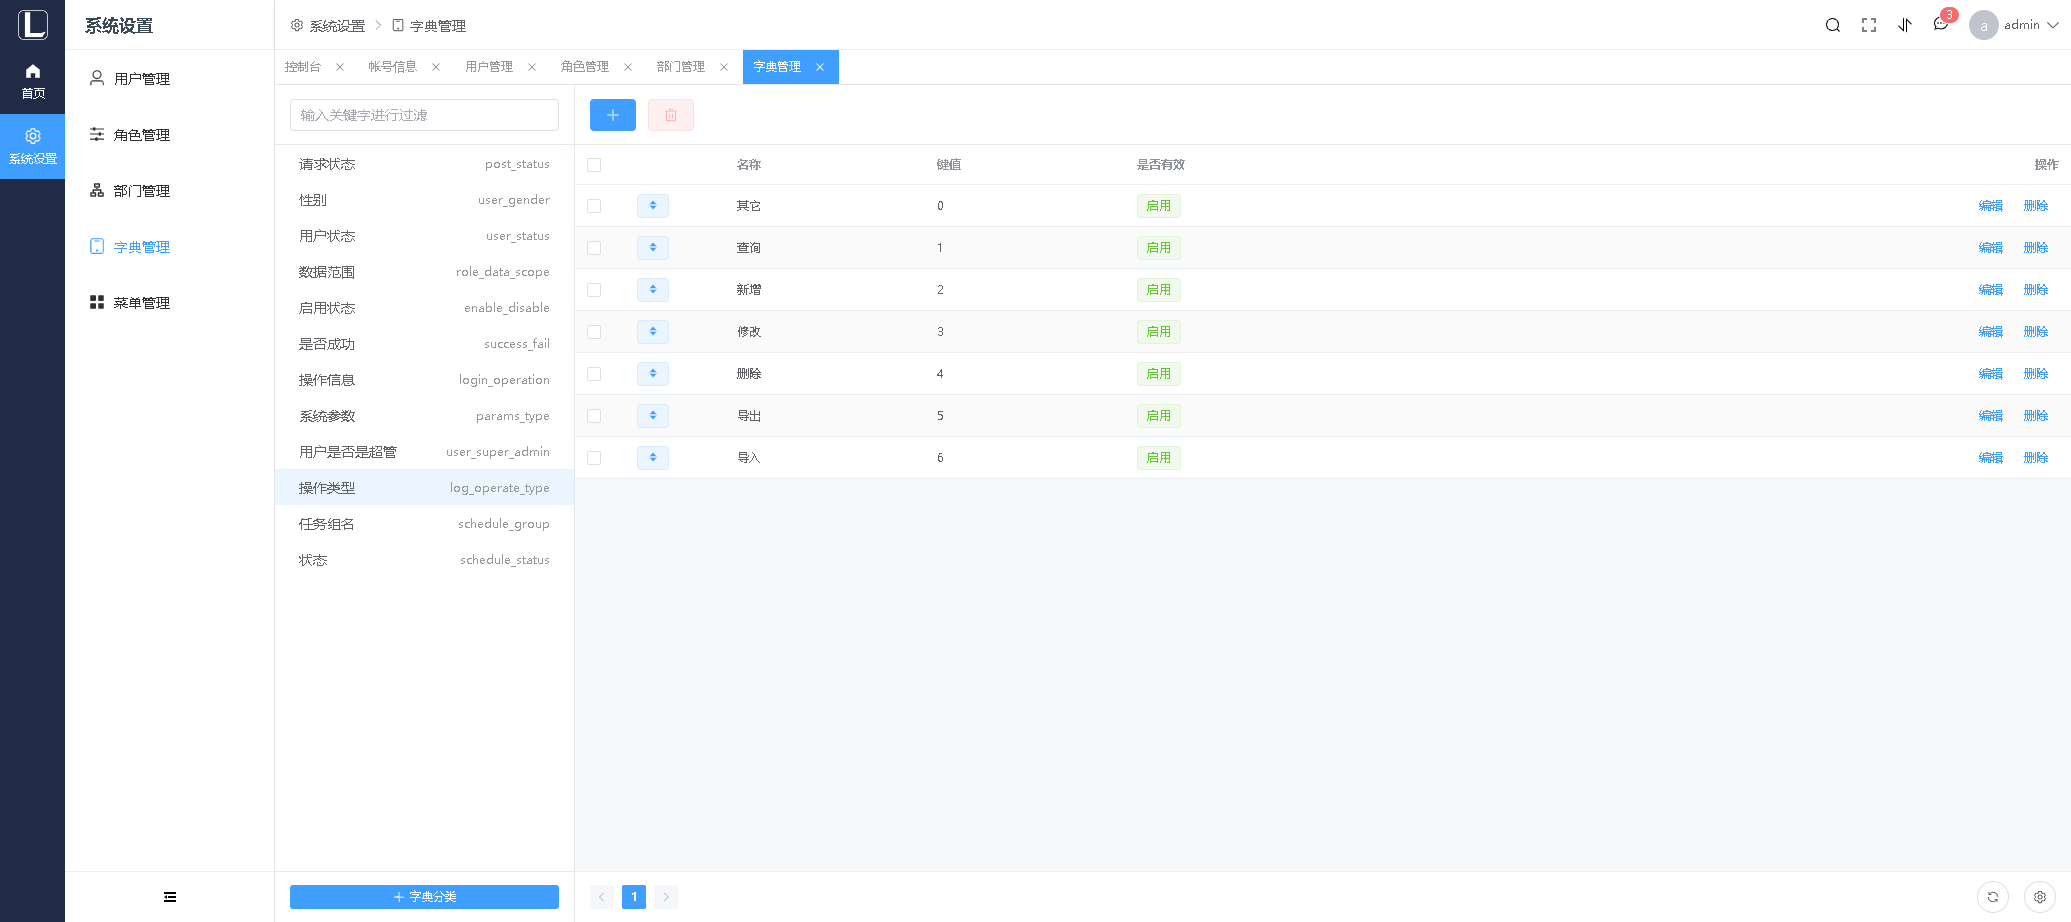 L
首页
系统设置
系统设置
用户管理
角色管理
部门管理
字典管理
菜单管理
系统设置 字典管理
3
a admin
控制台 帐号信息 用户管理 角色管理 部门管理 字典管理
输入关键字进行过滤
请求状态 post_status
性别 user_gender
用户状态 user_status
数据范围 role_data_scope
启用状态 enable_disable
是否成功 success_fail
操作信息 login_operation
系统参数 params_type
用户是否是超管 user_super_admin
操作类型 log_operate_type
任务组名 schedule_group
状态 schedule_status
+ 字典分类
名称 键值 是否有效 操作
其它 0 启用 编辑 删除
查询 1 启用 编辑 删除
新增 2 启用 编辑 删除
修改 3 启用 编辑 删除
删除 4 启用 编辑 删除
导出 5 启用 编辑 删除
导入 6 启用 编辑 删除
1